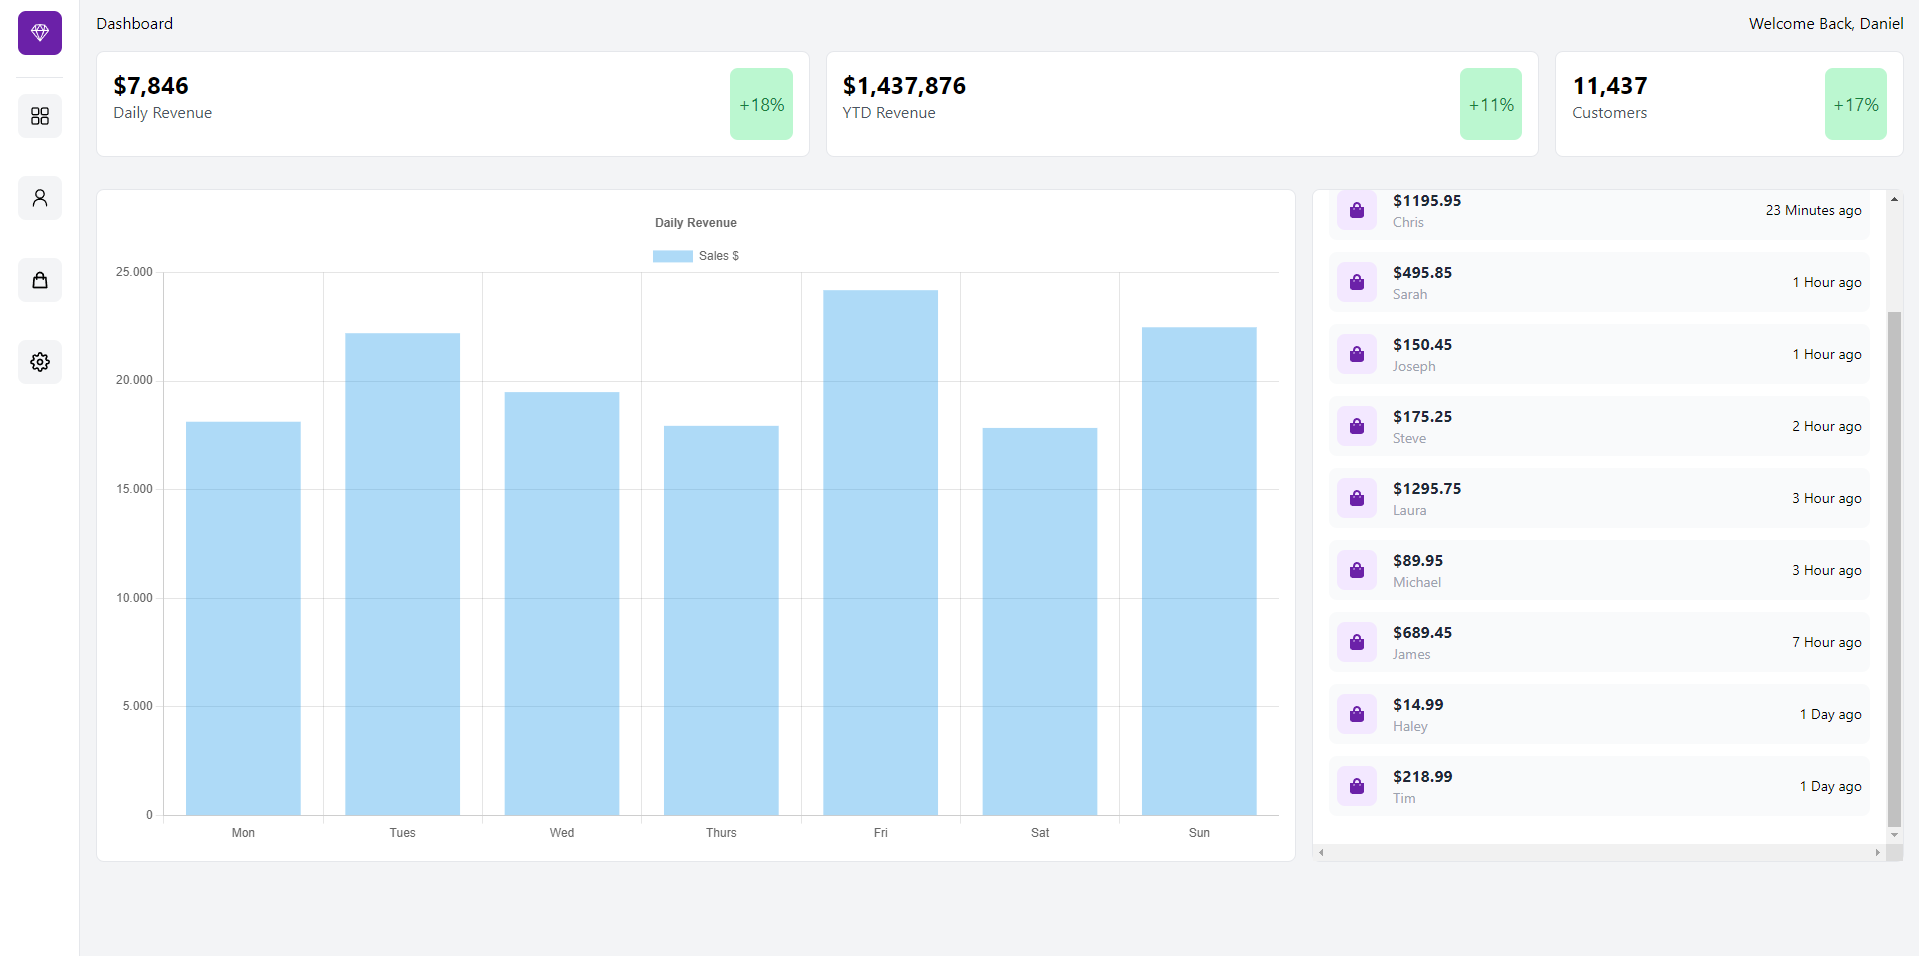 Dashboard
Welcome Back, Daniel
$7,846
Daily Revenue
+18%
$1,437,876
YTD Revenue
+11%
11,437
Customers
+17%
Daily Revenue
Sales $
25.000
20.000
15.000
10.000
5.000
0
Mon
Tues
Wed
Thurs
Fri
Sat
Sun
$1195.95
Chris
23 Minutes ago
$495.85
Sarah
1 Hour ago
$150.45
Joseph
1 Hour ago
$175.25
Steve
2 Hour ago
$1295.75
Laura
3 Hour ago
$89.95
Michael
3 Hour ago
$689.45
James
7 Hour ago
$14.99
Haley
1 Day ago
$218.99
Tim
1 Day ago